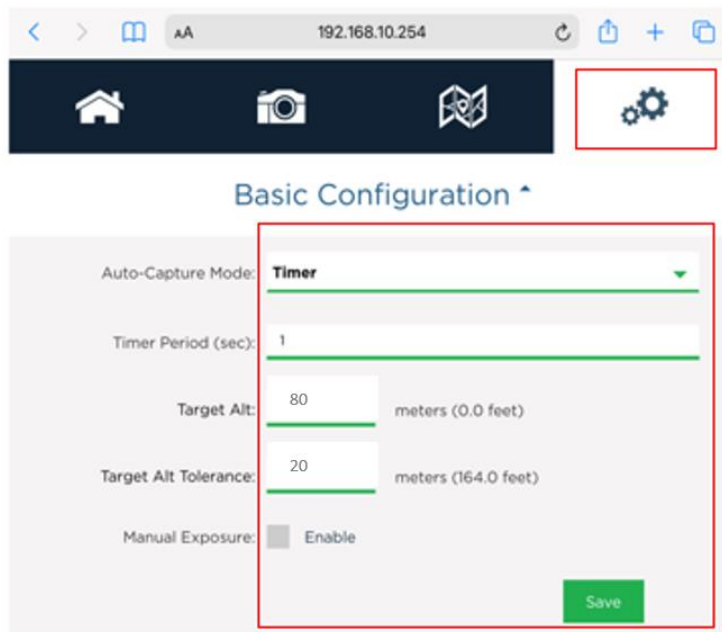 AA 192.168.10.254
Basic Configuration
Auto-Capture Mode: Timer
Timer Period (sec): 1
Target Alt: 80 meters (0.0 feet)
Target Alt Tolerance: 20 meters (164.0 feet)
Manual Exposure: Enable
Save